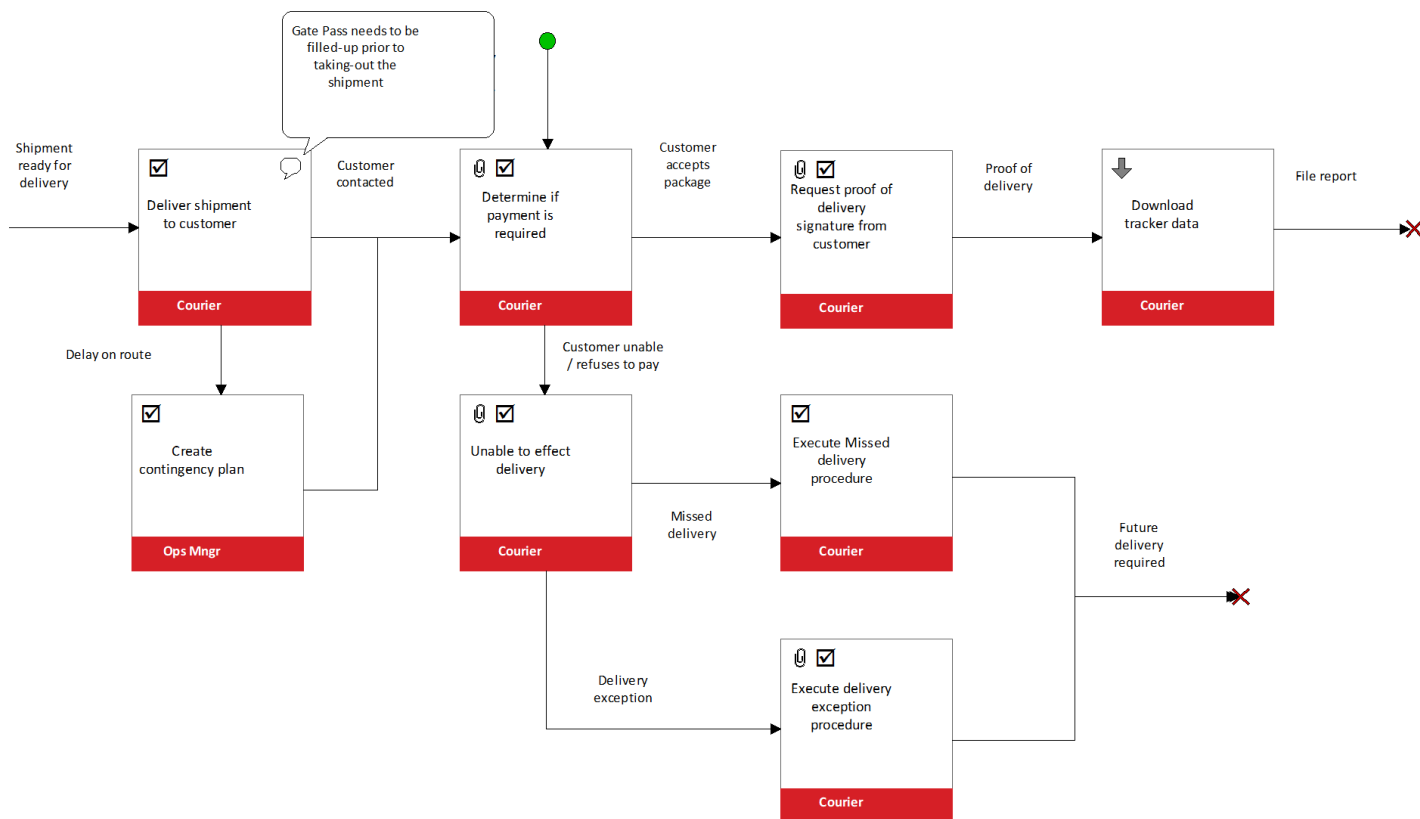 Gate Pass needs to be
filled-up prior to
taking-out the
shipment
Shipment
ready for
delivery
Deliver shipment
to customer
Courier
Customer
contacted
Determine if
payment is
required
Courier
Customer
accepts
package
Request proof of
delivery
signature from
customer
Courier
Proof of
delivery
Download
tracker data
Courier
File report
Delay on route
Create
contingency plan
Ops Mngr
Customer unable
/ refuses to pay
Unable to effect
delivery
Courier
Missed
delivery
Execute Missed
delivery
procedure
Courier
Future
delivery
required
Delivery
exception
Execute delivery
exception
procedure
Courier